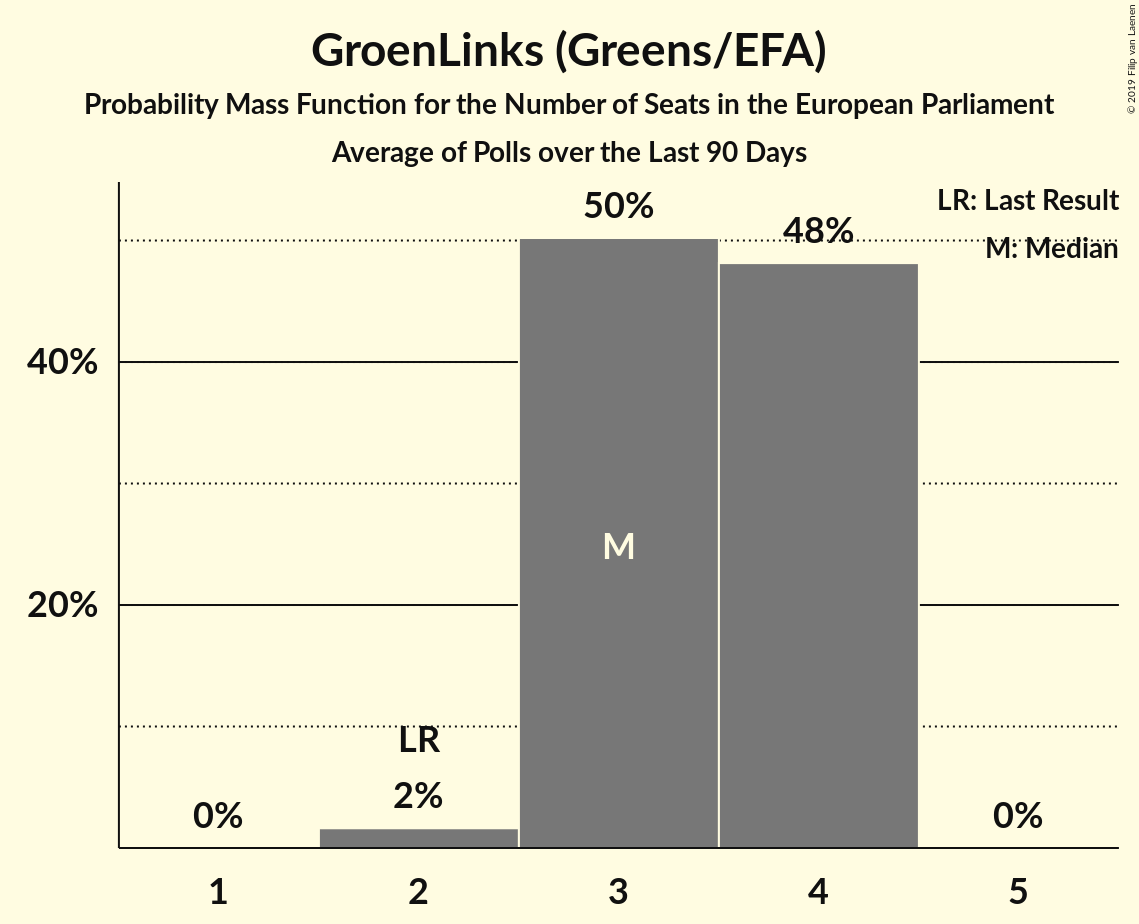 GroenLinks (Greens/EFA)
Probability Mass Function for the Number of Seats in the European Parliament
Average of Polls over the Last 90 Days
© 2019 Filip van Laenen
LR: Last Result
M: Median
50%
48%
40%
M
20%
LR
0%
2%
0%
1
2
3
4
5